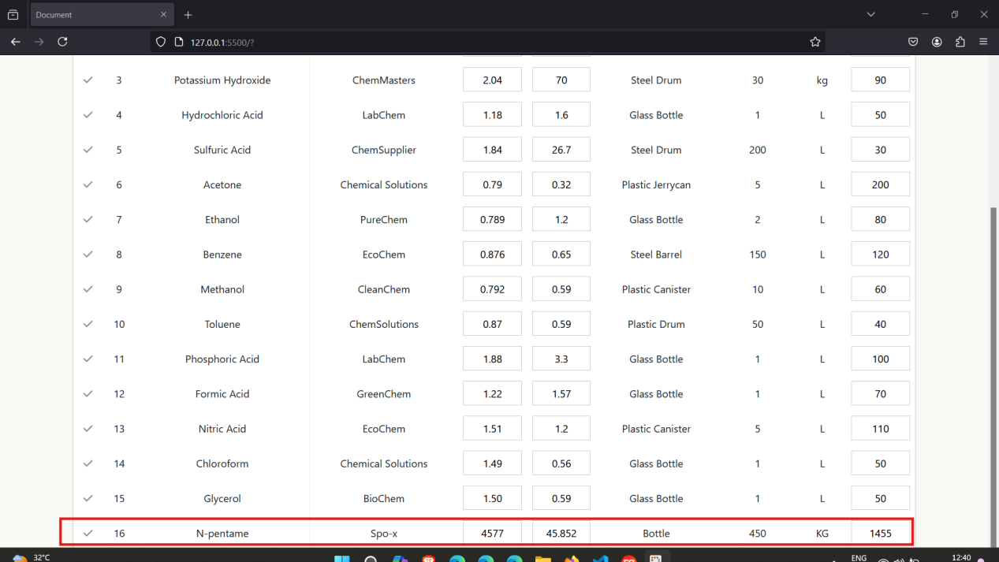 Document
127.0.0.1:5500/?
3 Potassium Hydroxide ChemMasters 2.04 70 Steel Drum 30 kg 90
4 Hydrochloric Acid LabChem 1.18 1.6 Glass Bottle 1 L 50
5 Sulfuric Acid ChemSupplier 1.84 26.7 Steel Drum 200 L 30
6 Acetone Chemical Solutions 0.79 0.32 Plastic Jerrycan 5 L 200
7 Ethanol PureChem 0.789 1.2 Glass Bottle 2 L 80
8 Benzene EcoChem 0.876 0.65 Steel Barrel 150 L 120
9 Methanol CleanChem 0.792 0.59 Plastic Canister 10 L 60
10 Toluene ChemSolutions 0.87 0.59 Plastic Drum 50 L 40
11 Phosphoric Acid LabChem 1.88 3.3 Glass Bottle 1 L 100
12 Formic Acid GreenChem 1.22 1.57 Glass Bottle 1 L 70
13 Nitric Acid EcoChem 1.51 1.2 Plastic Canister 5 L 110
14 Chloroform Chemical Solutions 1.49 0.56 Glass Bottle 1 L 50
15 Glycerol BioChem 1.50 0.59 Glass Bottle 1 L 50
16 N-pentame Spo-x 4577 45.852 Bottle 450 KG 1455
32°C ENG 12:40